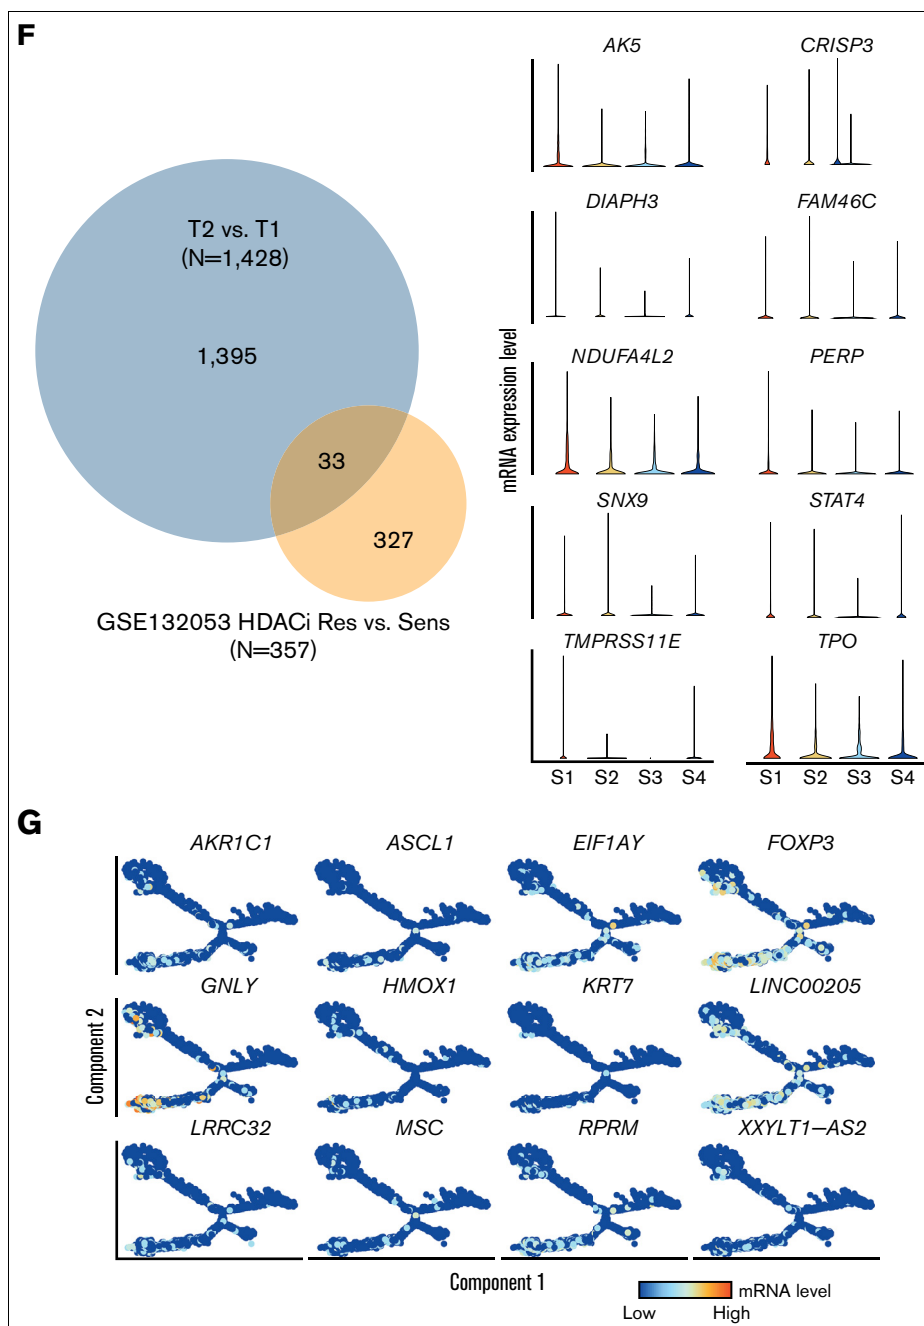 F
T2 vs. T1
(N=1,428)
1,395
33
327
GSE132053 HDACi Res vs. Sens
(N=357)
mRNA expression level
AK5
CRISP3
DIAPH3
FAM46C
NDUFA4L2
PERP
SNX9
STAT4
TMPRSS11E
TPO
S1 S2 S3 S4
S1 S2 S3 S4
G
AKR1C1
ASCL1
EIF1AY
FOXP3
GNLY
HMOX1
KRT7
LINC00205
LRRC32
MSC
RPRM
XXYLT1–AS2
Component 2
Component 1
mRNA level
Low
High